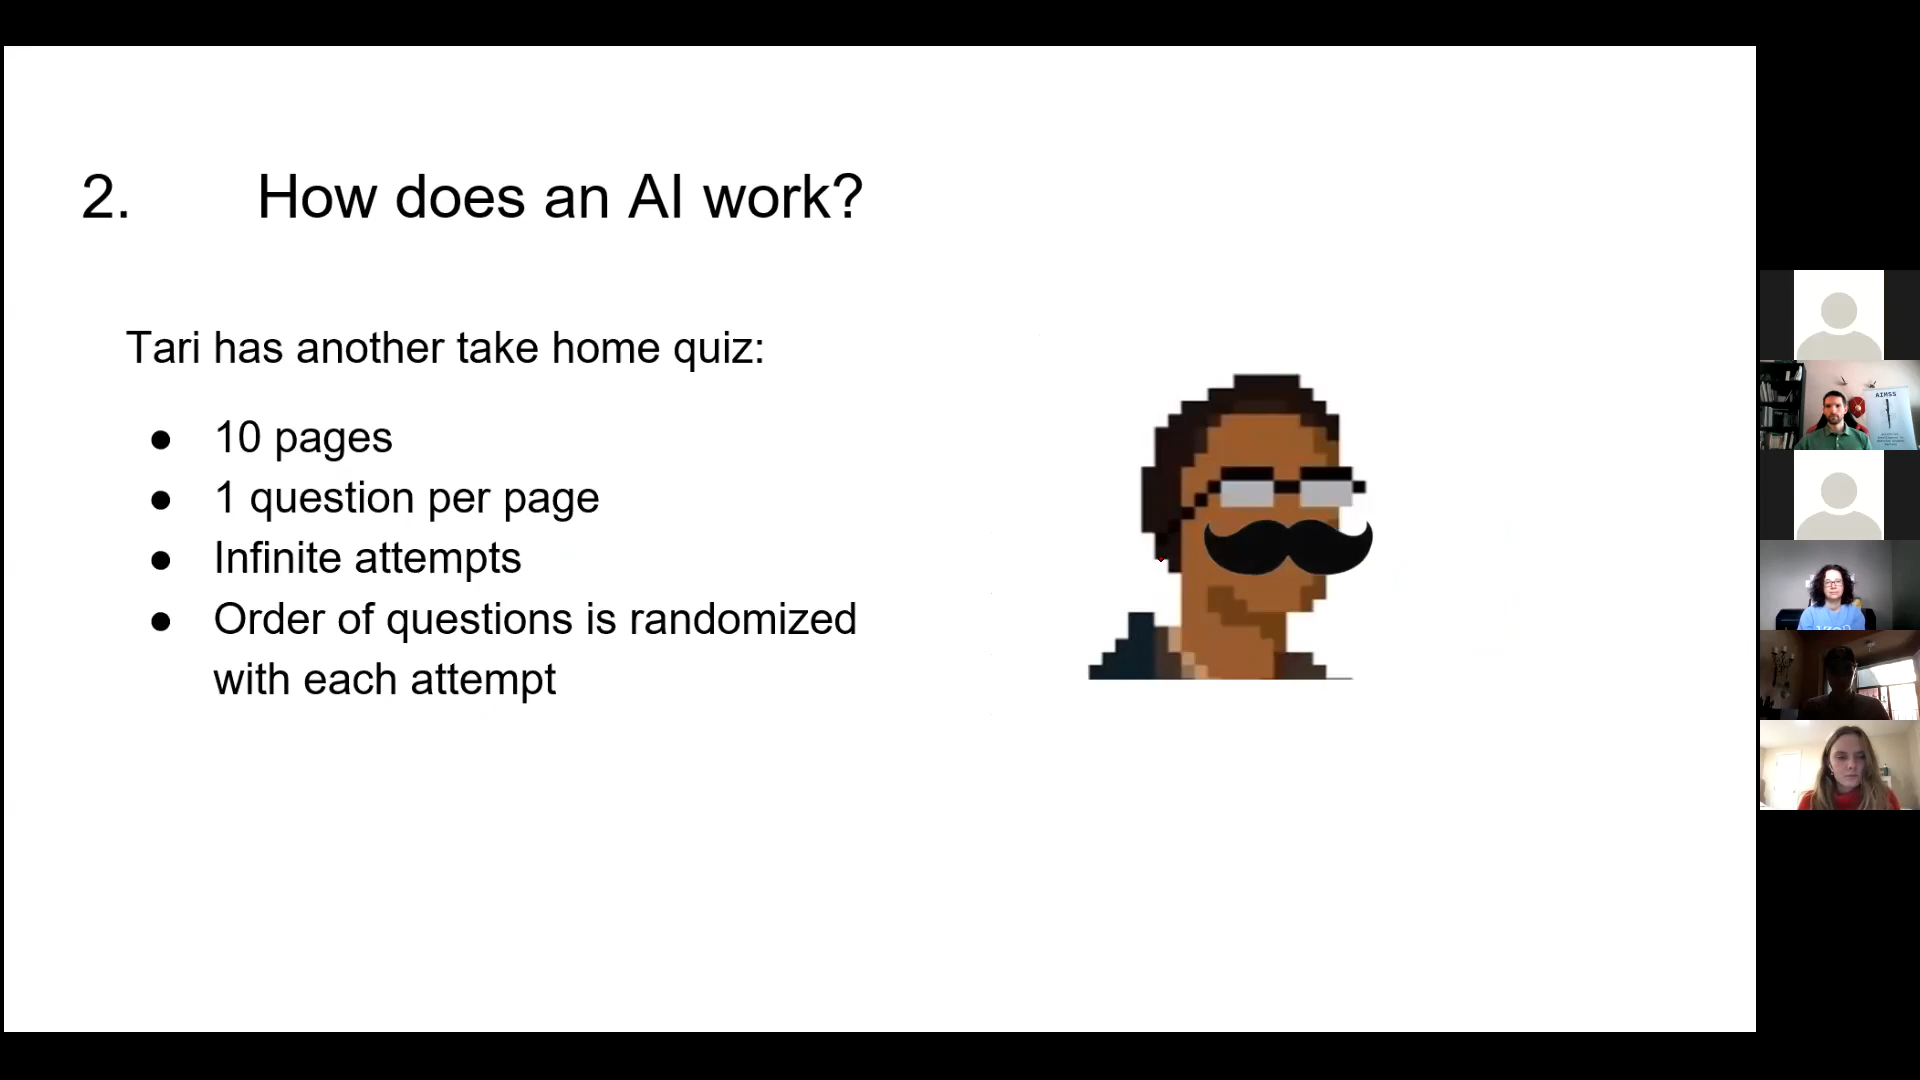 2. How does an AI work?
Tari has another take home quiz:
● 10 pages
● 1 question per page
● Infinite attempts
● Order of questions is randomized
with each attempt
AIMSS